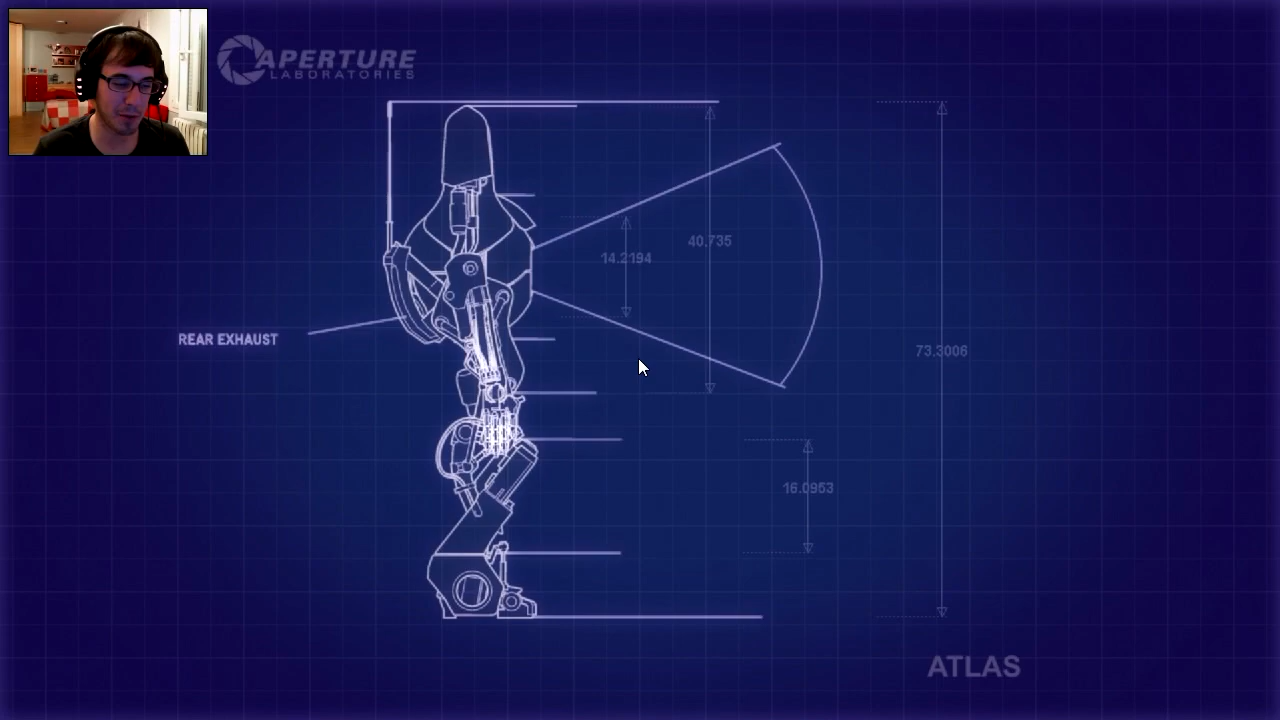 APERTURE
LABORATORIES
40.735
14.2194
REAR EXHAUST
73.3006
16.0953
ATLAS